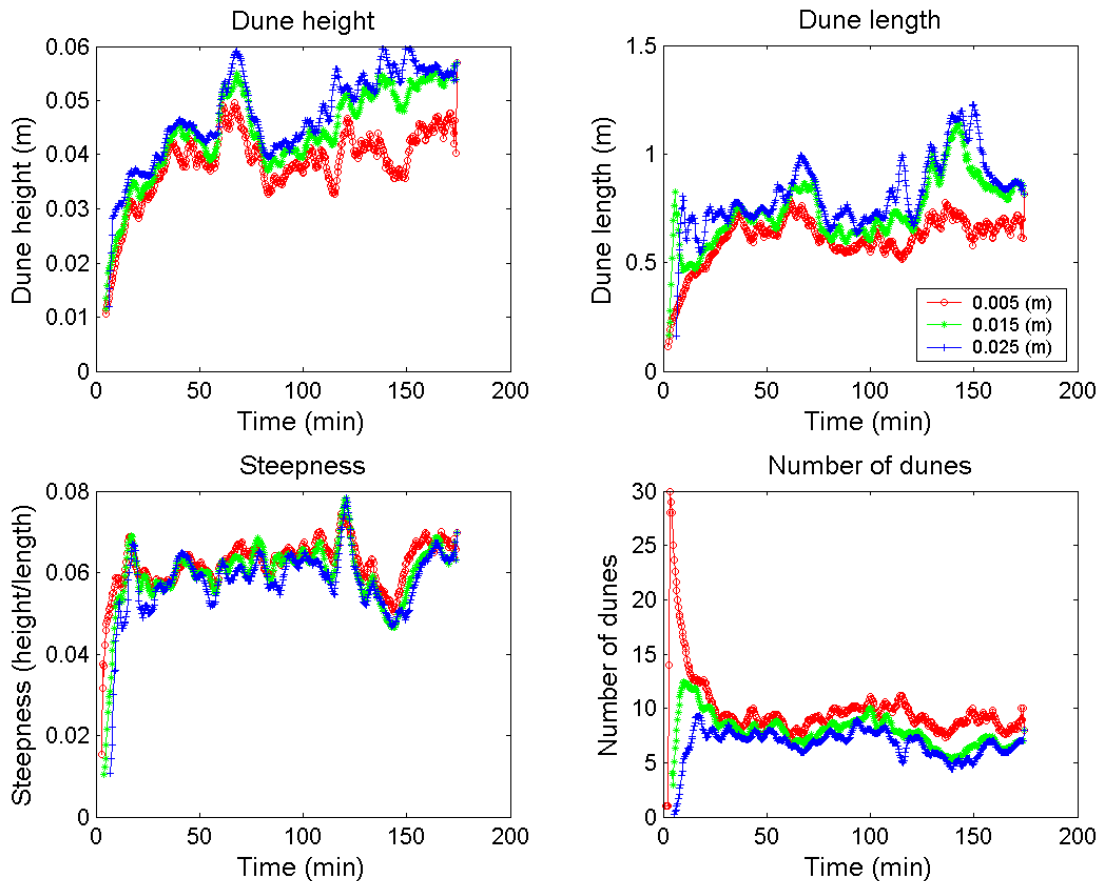 Dune height
Dune height (m)
0.06
0.05
0.04
0.03
0.02
0.01
0
0 50 100 150 200
Time (min)
Dune length
Dune length (m)
1.5
1
0.5
0
0 50 100 150 200
Time (min)
0.005 (m)
0.015 (m)
0.025 (m)
Steepness
Steepness (height/length)
0.08
0.06
0.04
0.02
0
0 50 100 150 200
Time (min)
Number of dunes
Number of dunes
30
25
20
15
10
5
0
0 50 100 150 200
Time (min)